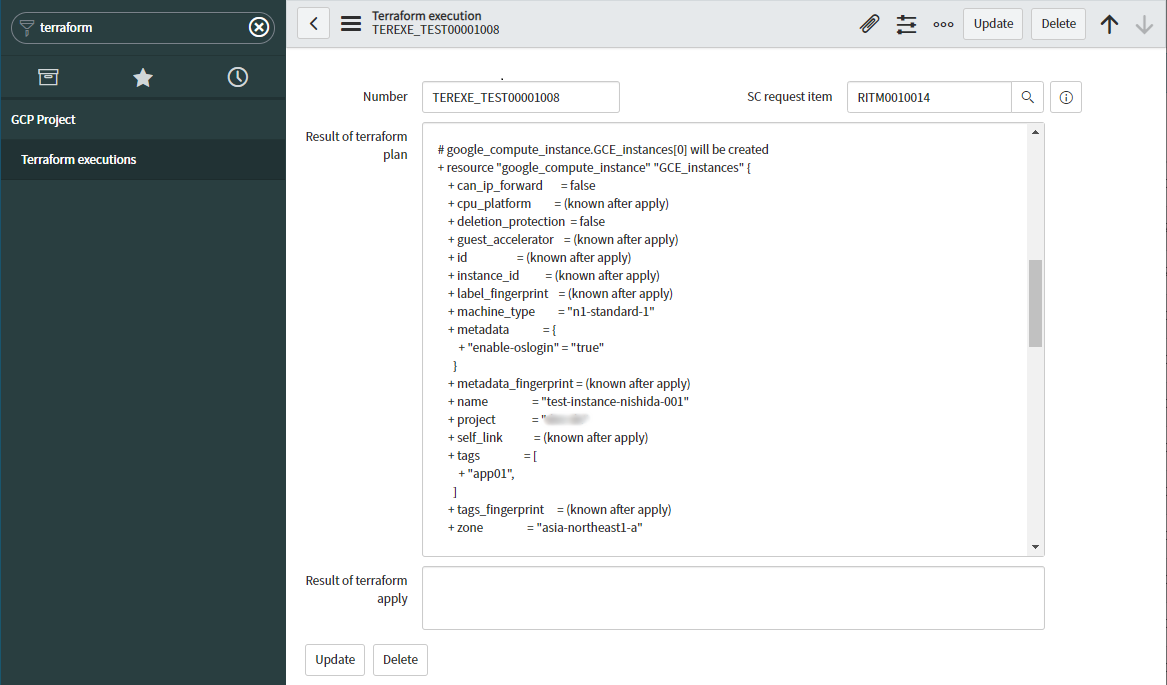 terraform
GCP Project
Terraform executions
Terraform execution
TEREXE_TEST00001008
Update
Delete
Number
TEREXE_TEST00001008
SC request item
RITM0010014
Result of terraform
plan
# google_compute_instance.GCE_instances[0] will be created
+ resource "google_compute_instance" "GCE_instances" {
+ can_ip_forward = false
+ cpu_platform = (known after apply)
+ deletion_protection = false
+ guest_accelerator = (known after apply)
+ id = (known after apply)
+ instance_id = (known after apply)
+ label_fingerprint = (known after apply)
+ machine_type = "n1-standard-1"
+ metadata = {
+ "enable-oslogin" = "true"
}
+ metadata_fingerprint = (known after apply)
+ name = "test-instance-nishida-001"
+ project = "
+ self_link = (known after apply)
+ tags = [
+ "app01",
]
+ tags_fingerprint = (known after apply)
+ zone = "asia-northeast1-a"
Result of terraform
apply
Update
Delete